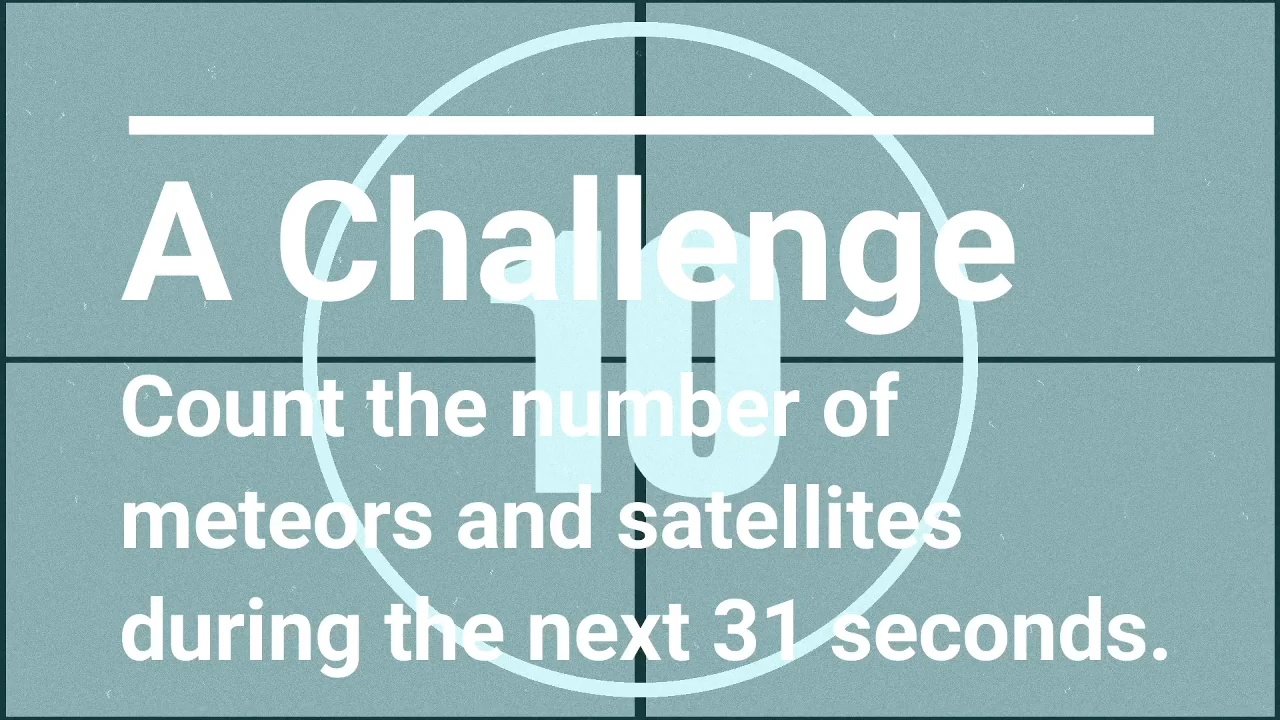 A Challenge
10
Count the number of
meteors and satellites
during the next 31 seconds.